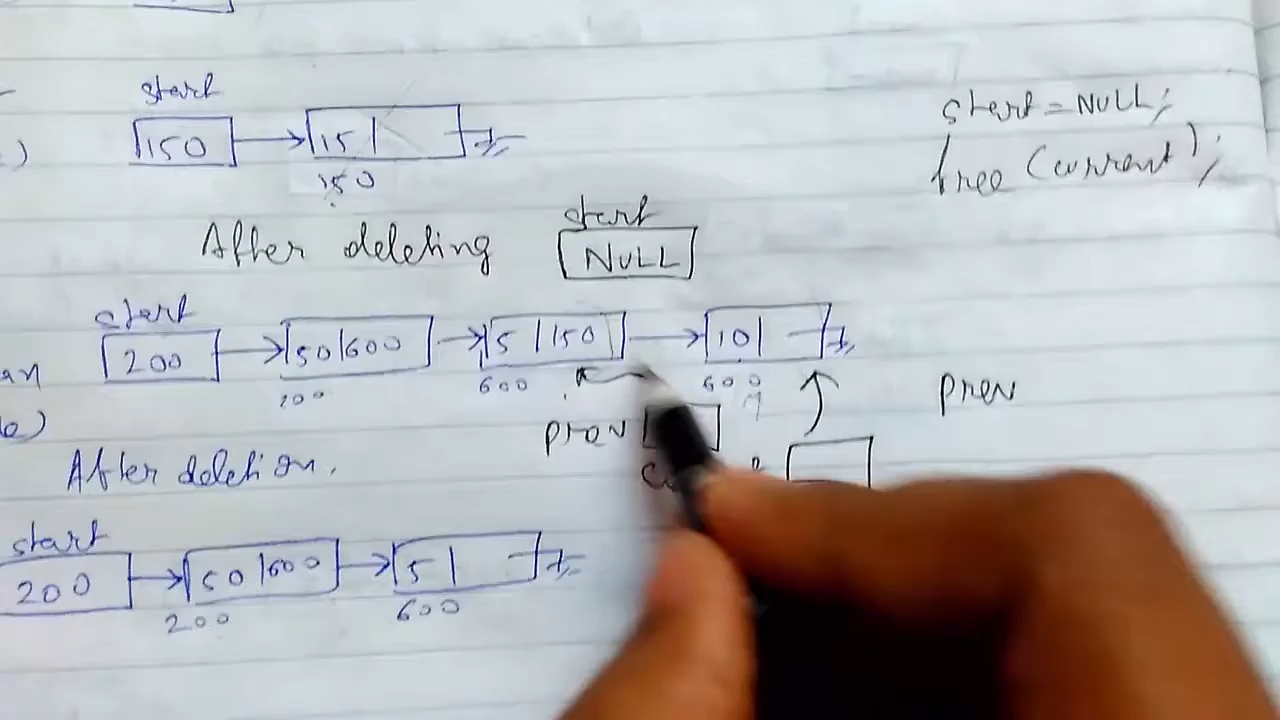 start
150 15
150
start = NULL;
free (current);
start
After deleting NULL
start
200 50 600 5 150 10
200 600 600
prev
prev
After deletion.
start
200 50 600 5
200 600